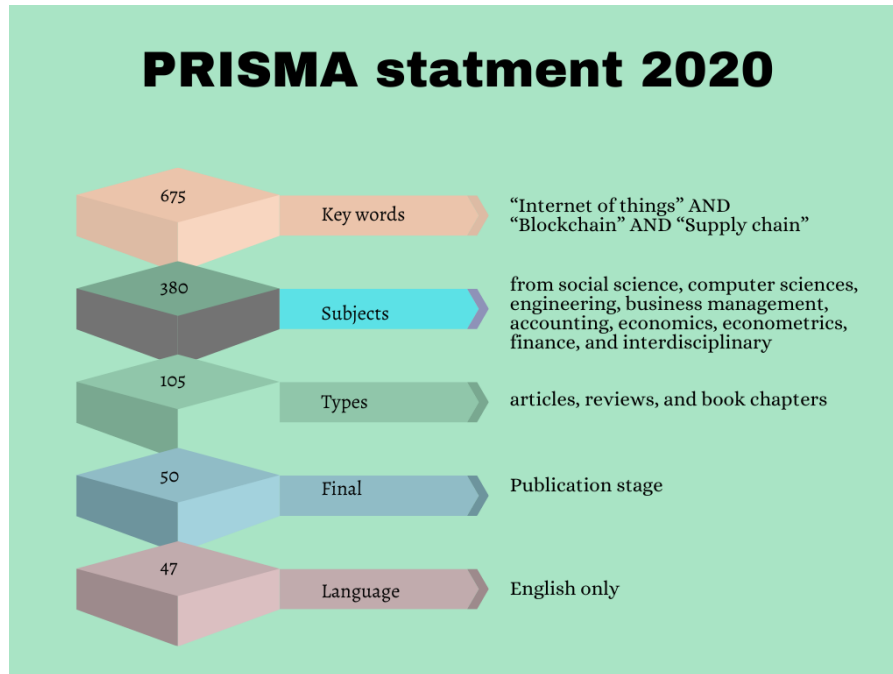 PRISMA statment 2020
675
Key words
“Internet of things” AND
“Blockchain” AND “Supply chain”
380
Subjects
from social science, computer sciences,
engineering, business management,
accounting, economics, econometrics,
finance, and interdisciplinary
105
Types
articles, reviews, and book chapters
50
Final
Publication stage
47
Language
English only